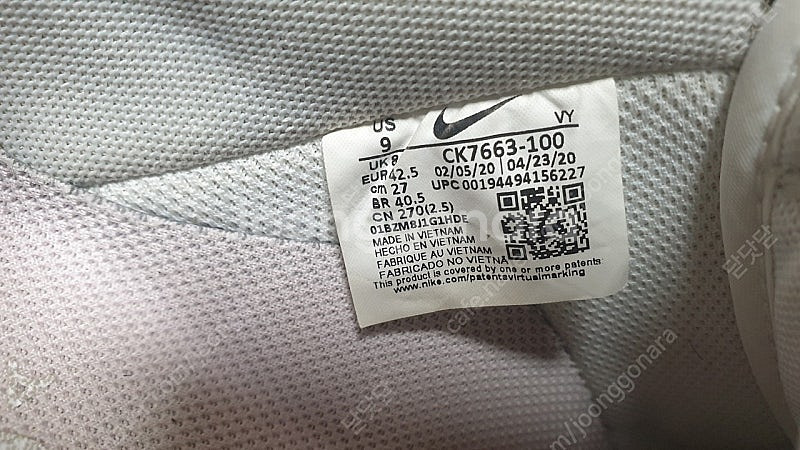 US
9
VY
UK 8
CK7663-100
EUR 42.5
02/05/20 | 04/23/20
cm 27
UPC 00194494156227
BR 40.5
CN 270(2.5)
01BZM8J1G1HDE
MADE IN VIETNAM
HECHO EN VIETNAM
FABRIQUE AU VIETNAM
FABRICADO NO VIETNA
This product is covered by one or more patents:
www.nike.com/patentsvirtualmarking
joonggonara